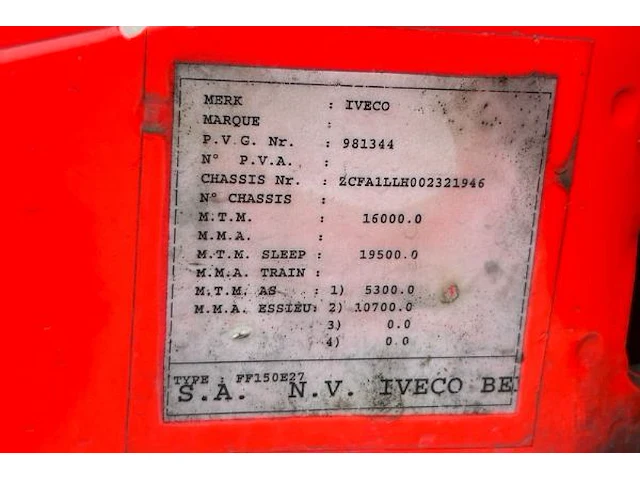 MERK : IVECO
MARQUE :
P.V.G. Nr. : 981344
N° P.V.A. :
CHASSIS Nr. : ZCFA1LLH002321946
N° CHASSIS :
M.T.M. : 16000.0
M.M.A. :
M.T.M. SLEEP : 19500.0
M.M.A. TRAIN :
M.T.M. AS : 1) 5300.0
M.M.A. ESSIEU: 2) 10700.0
3) 0.0
4) 0.0
TYPE : FF150E27
S.A. N.V. IVECO BE